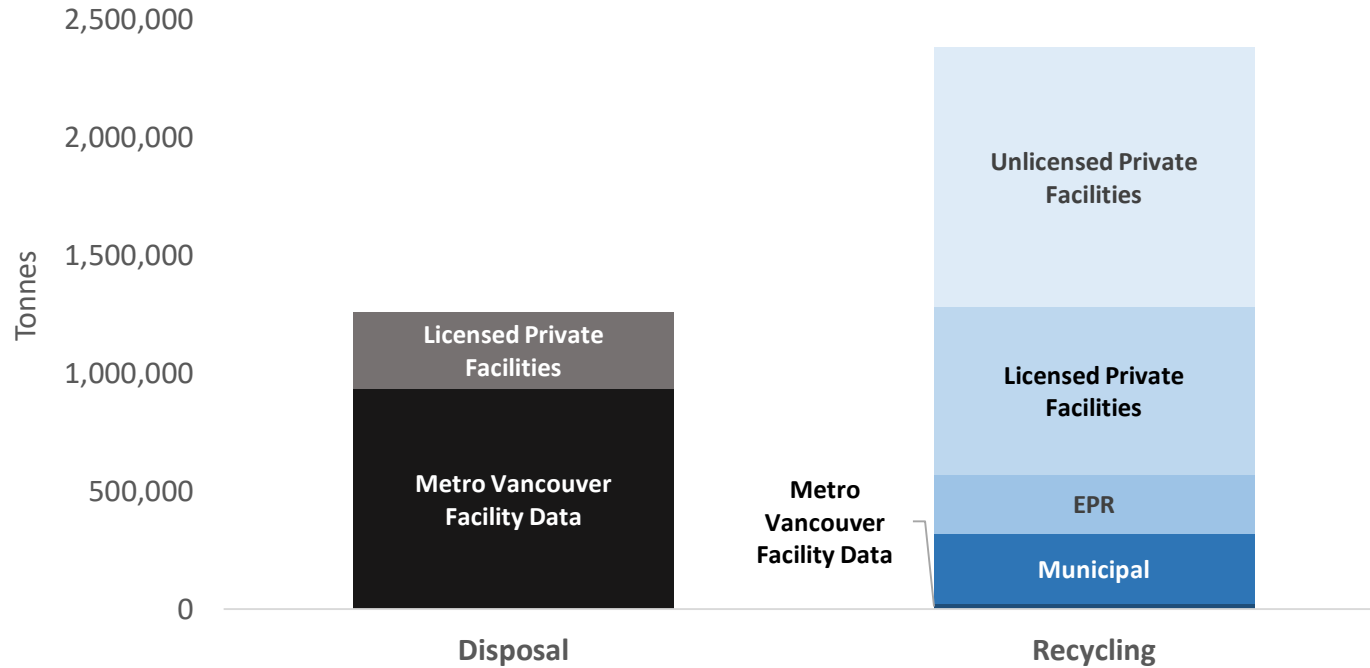 2,500,000
2,000,000
1,500,000
1,000,000
500,000
0
Tonnes
Licensed Private
Facilities
Metro Vancouver
Facility Data
Unlicensed Private
Facilities
Licensed Private
Facilities
EPR
Municipal
Metro
Vancouver
Facility Data
Disposal
Recycling